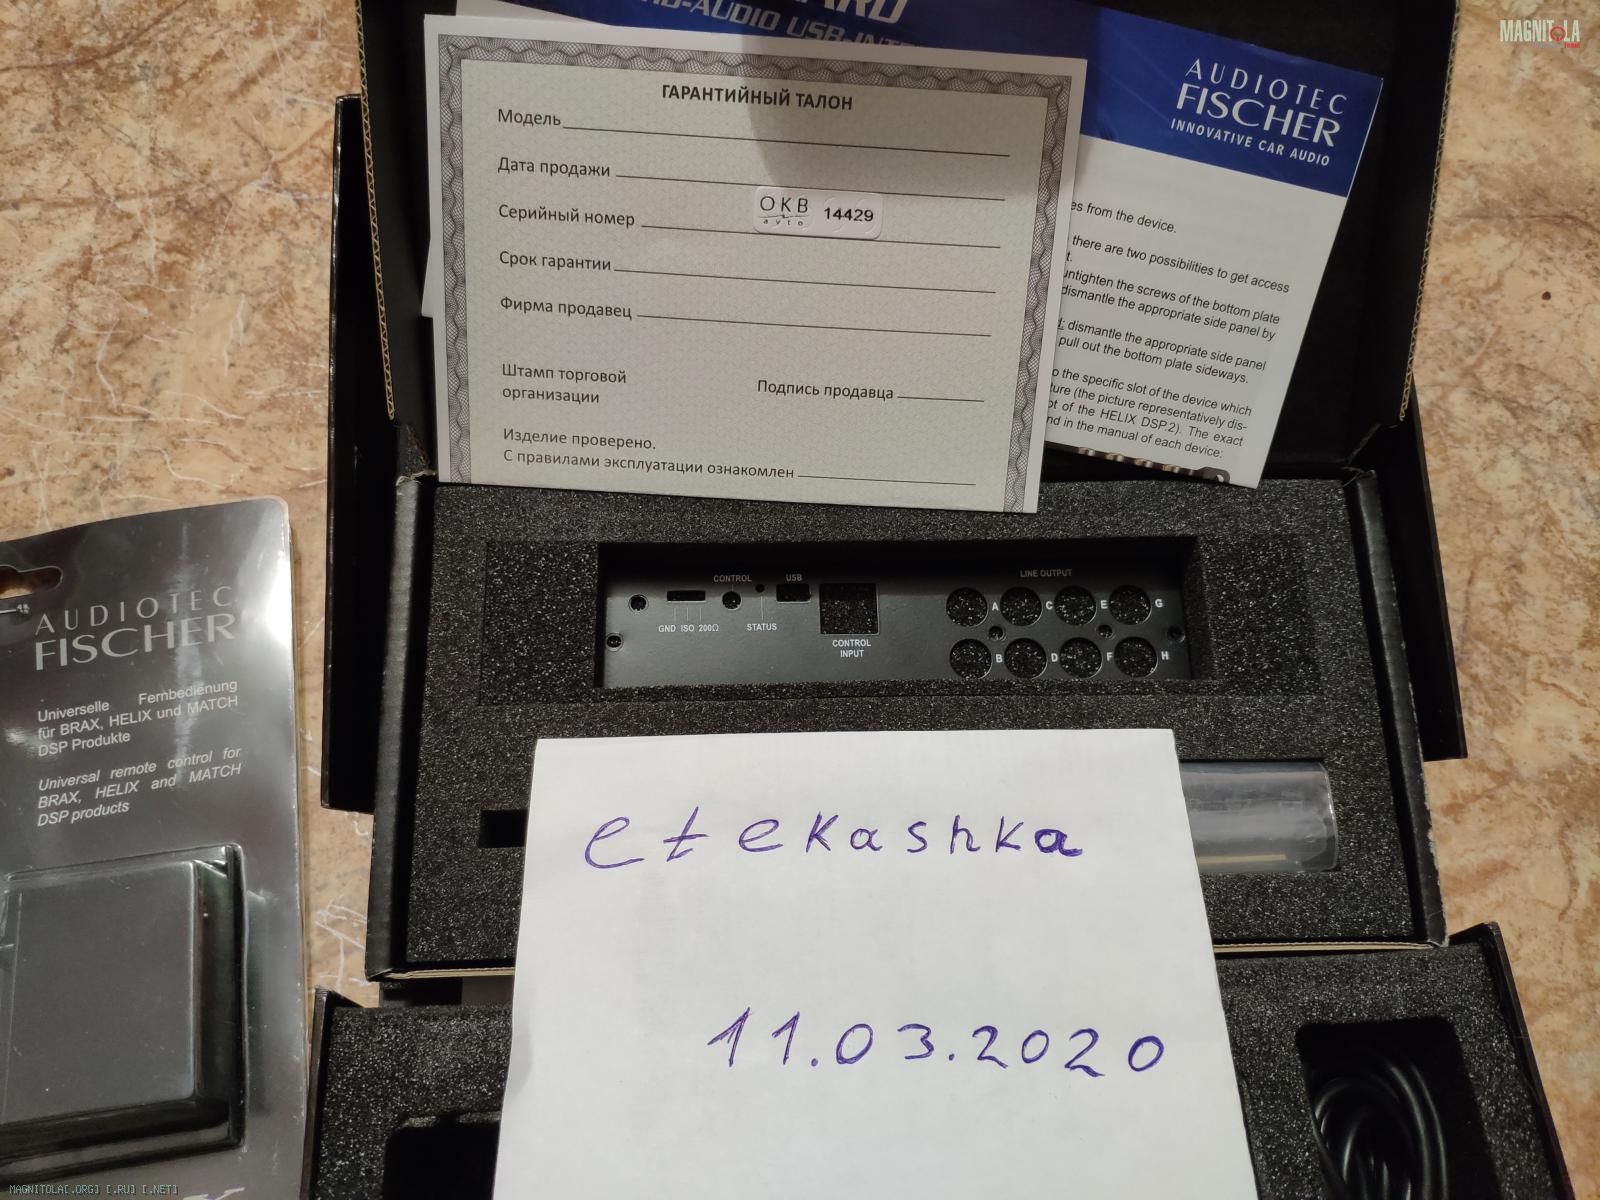 MAGNITOLA
HD-AUDIO USB-INTE
AUDIOTEC
FISCHER
INNOVATIVE CAR AUDIO
ГАРАНТИЙНЫЙ ТАЛОН
Модель
Дата продажи
Серийный номер
OKB
avto
14429
Срок гарантии
Фирма продавец
Штамп торговой
организации
Подпись продавца
Изделие проверено.
С правилами эксплуатации ознакомлен
es from the device.
there are two possibilities to get access
t.
untighten the screws of the bottom plate
dismantle the appropriate side panel by
d: dismantle the appropriate side panel
pull out the bottom plate sideways.
o the specific slot of the device which
ture (the picture representatively dis-
ot of the HELIX DSP.2). The exact
nd in the manual of each device:
CONTROL
USB
LINE OUTPUT
A C E G
GND ISO 200Ω
STATUS
CONTROL
INPUT
B D F H
AUDIOTEC
FISCHER
Universelle Fernbedienung
für BRAX, HELIX und MATCH
DSP Produkte
Universal remote control for
BRAX, HELIX and MATCH
DSP products
etekashka
11.03.2020
MAGNITOLA[.ORG] [.RU] [.NET]